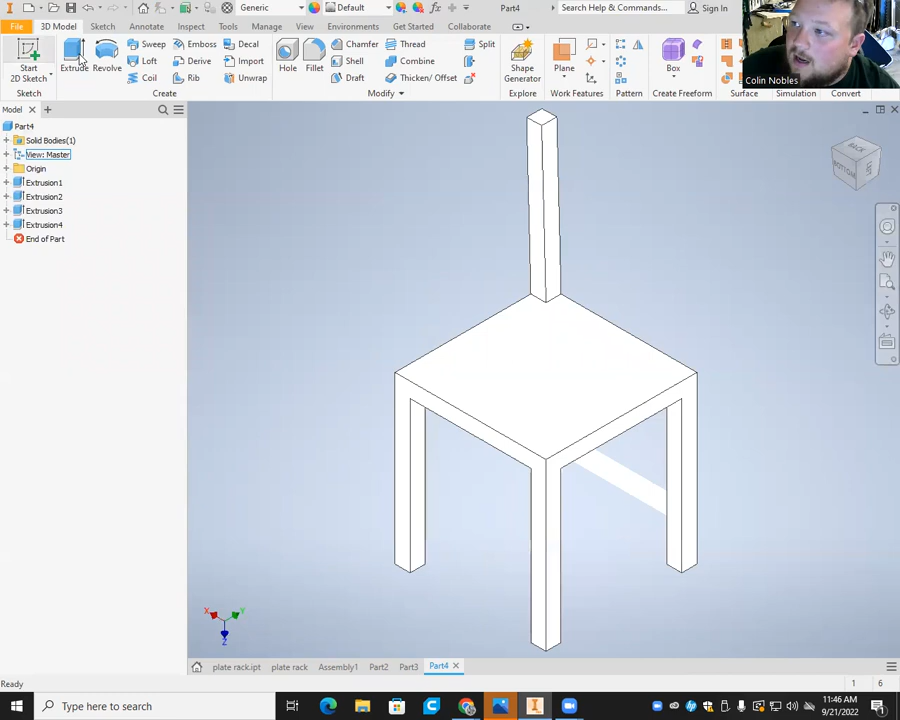 Generic Default Part4 Search Help & Commands... Sign In
File 3D Model Sketch Annotate Inspect Tools Manage View Environments Get Started Collaborate
Start 2D Sketch Extrude Revolve Sweep Emboss Decal Hole Fillet Chamfer Thread Split Shape Generator Plane Box
Loft Derive Import Shell Combine
Coil Rib Unwrap Draft Thicken/ Offset
Sketch Create Modify Explore Work Features Pattern Create Freeform Surface Simulation Convert
Colin Nobles
Model
Part4
Solid Bodies(1)
View: Master
Origin
Extrusion1
Extrusion2
Extrusion3
Extrusion4
End of Part
BACK
BOTTOM
X Y
Z
plate rack.ipt plate rack Assembly1 Part2 Part3 Part4
Ready 1 6
Type here to search
11:46 AM
9/21/2022